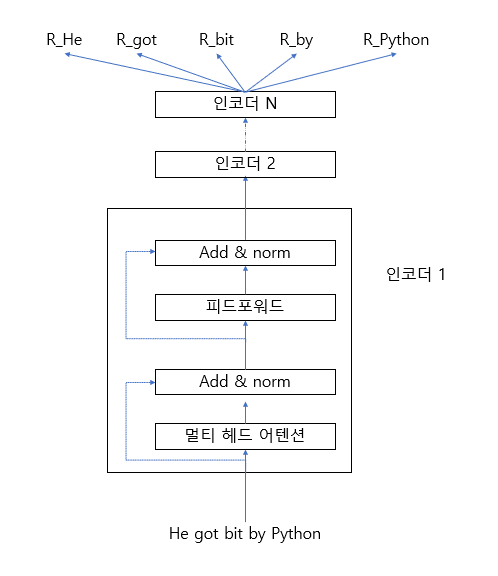 R_He R_got R_bit R_by R_Python
인코더 N
인코더 2
Add & norm
인코더 1
피드포워드
Add & norm
멀티 헤드 어텐션
He got bit by Python